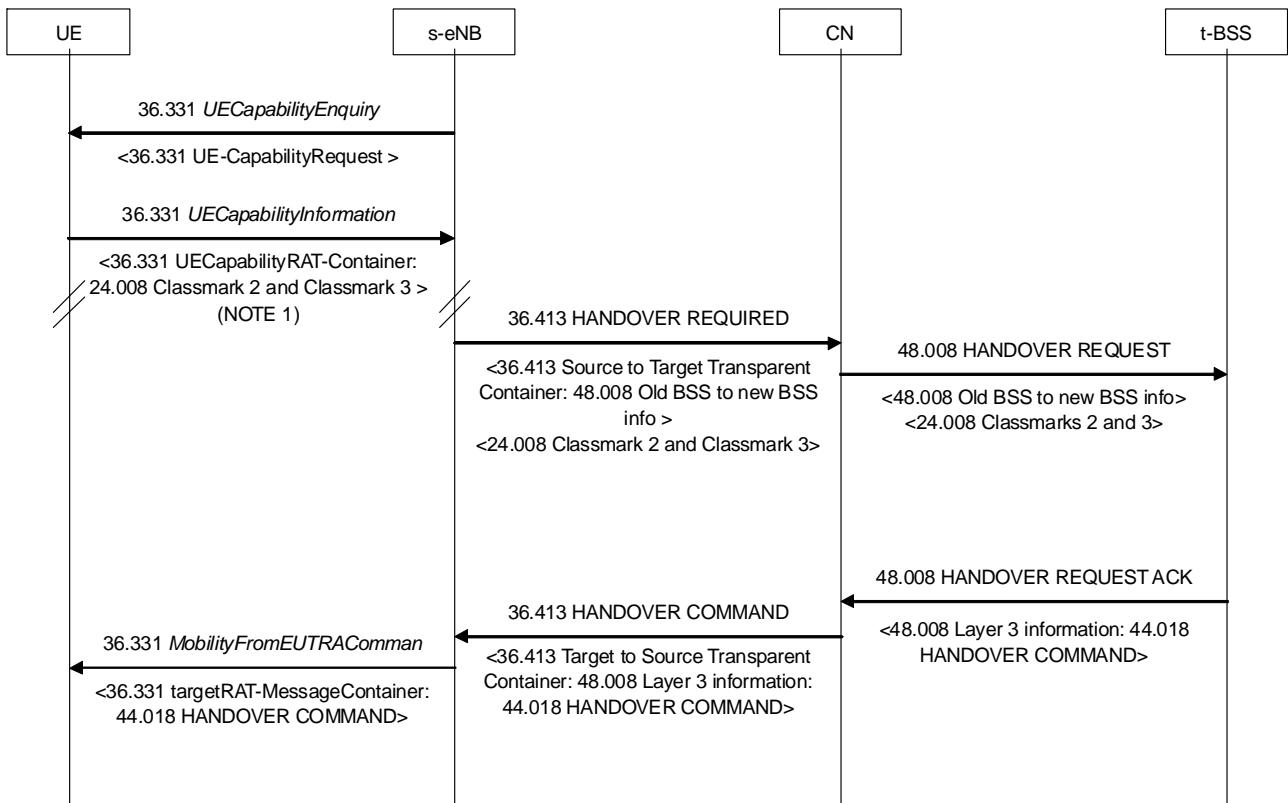 UE
s-eNB
CN
t-BSS
36.331 UECapabilityEnquiry
<36.331 UE-CapabilityRequest >
36.331 UECapabilityInformation
<36.331 UECapabilityRAT-Container:
24.008 Classmark 2 and Classmark 3 >
(NOTE 1)
36.413 HANDOVER REQUIRED
<36.413 Source to Target Transparent
Container: 48.008 Old BSS to new BSS
info >
<24.008 Classmark 2 and Classmark 3>
48.008 HANDOVER REQUEST
<48.008 Old BSS to new BSS info>
<24.008 Classmarks 2 and 3>
48.008 HANDOVER REQUEST ACK
<48.008 Layer 3 information: 44.018
HANDOVER COMMAND>
36.413 HANDOVER COMMAND
<36.413 Target to Source Transparent
Container: 48.008 Layer 3 information:
44.018 HANDOVER COMMAND>
36.331 MobilityFromEUTRAComman
<36.331 targetRAT-MessageContainer:
44.018 HANDOVER COMMAND>